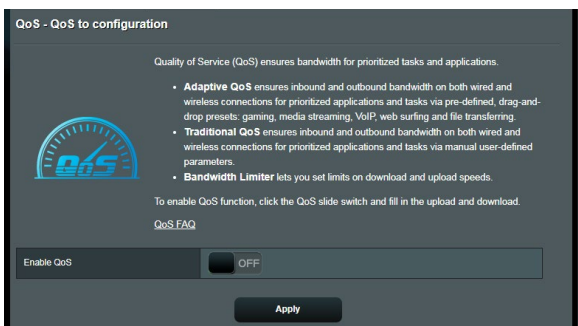 QoS - QoS to configuration
Quality of Service (QoS) ensures bandwidth for prioritized tasks and applications.
• Adaptive QoS ensures inbound and outbound bandwidth on both wired and
wireless connections for prioritized applications and tasks via pre-defined, drag-and-
drop presets: gaming, media streaming, VoIP, web surfing and file transferring.
• Traditional QoS ensures inbound and outbound bandwidth on both wired and
wireless connections for prioritized applications and tasks via manual user-defined
parameters.
• Bandwidth Limiter lets you set limits on download and upload speeds.
QoS
To enable QoS function, click the QoS slide switch and fill in the upload and download.
QoS FAQ
Enable QoS
OFF
Apply